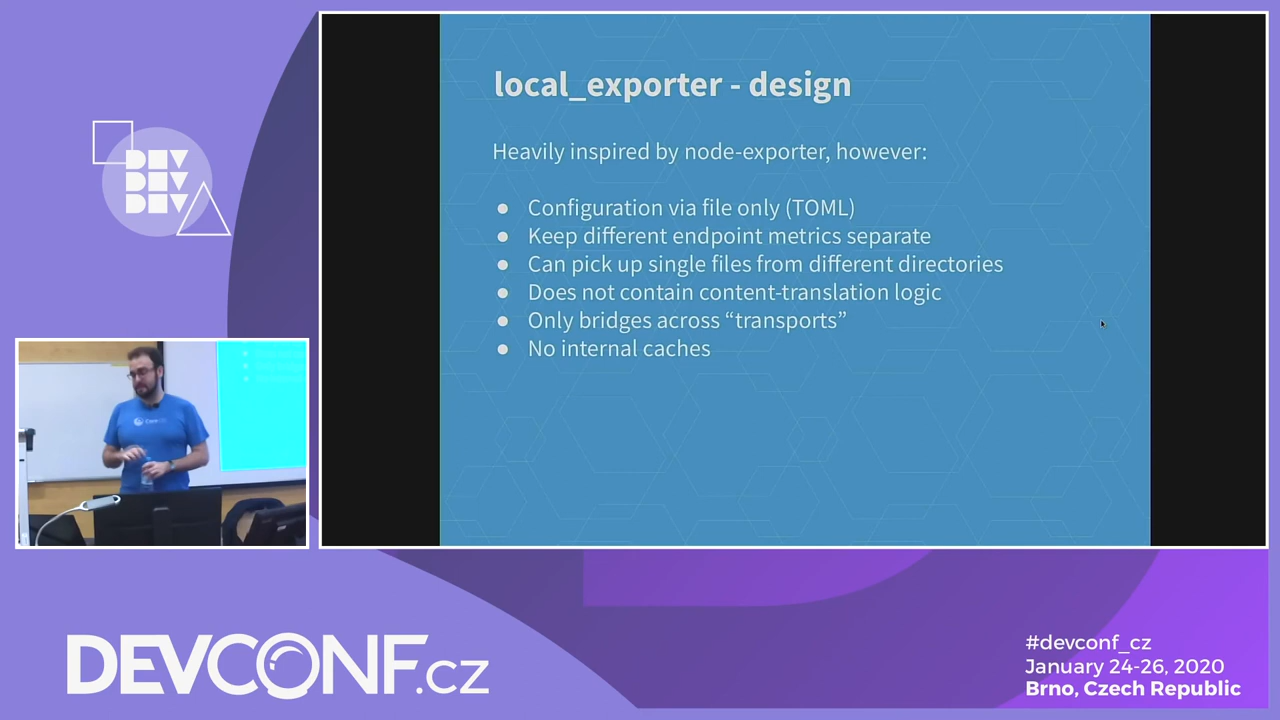 DEV
DEV
DEV
local_exporter - design
Heavily inspired by node-exporter, however:
● Configuration via file only (TOML)
● Keep different endpoint metrics separate
● Can pick up single files from different directories
● Does not contain content-translation logic
● Only bridges across “transports”
● No internal caches
DEVCONF.cz
#devconf_cz
January 24-26, 2020
Brno, Czech Republic